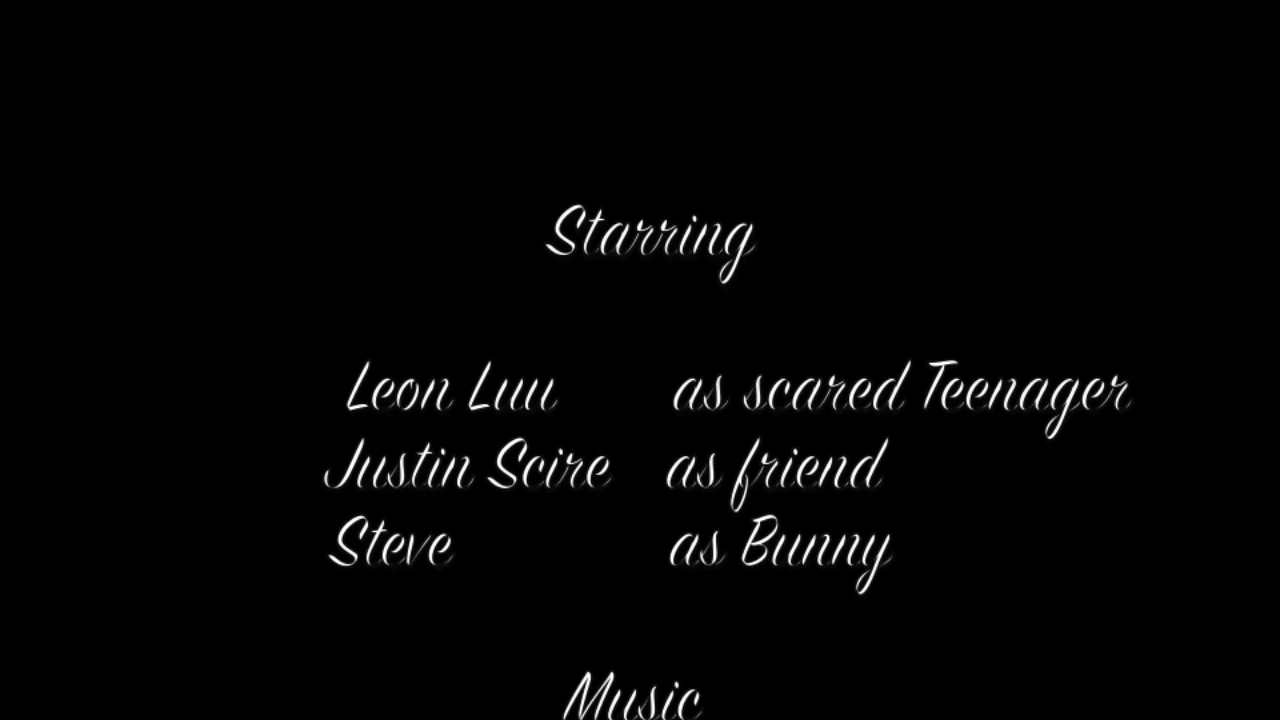 Starring
Leon Luu as scared Teenager
Justin Scire as friend
Steve as Bunny
Music